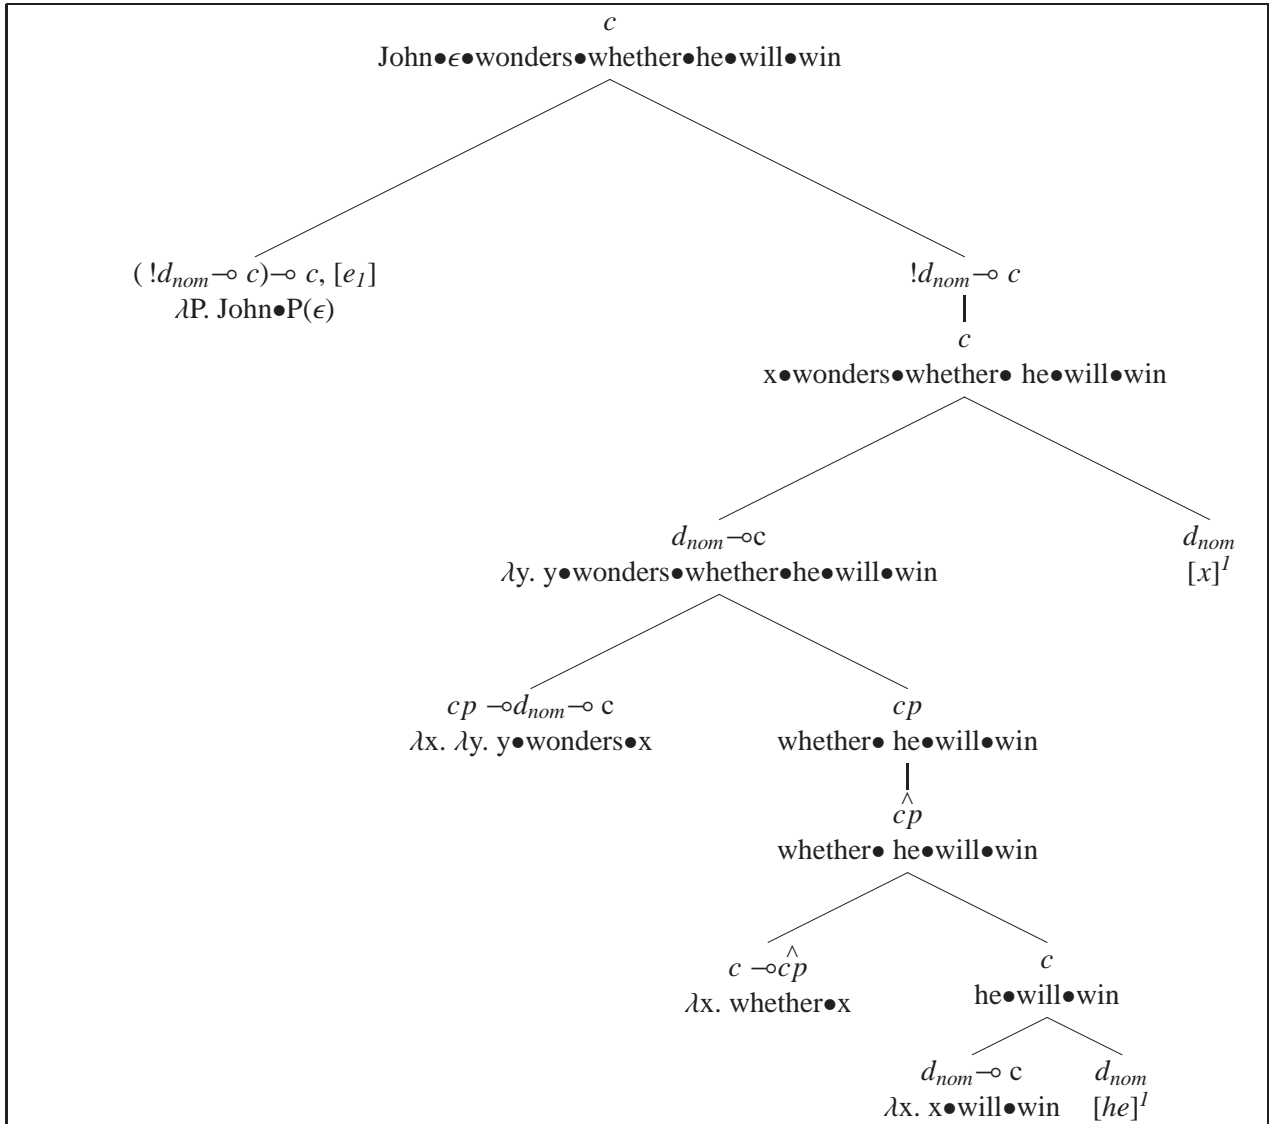 c
John●ϵ●wonders●whether●he●will●win
( !d_nom⊸ c)⊸ c, [e_1]
λP. John●P(ϵ)
!d_nom⊸ c
c
x●wonders●whether● he●will●win
d_nom⊸c
λy. y●wonders●whether●he●will●win
d_nom
[x]^1
cp ⊸d_nom⊸ c
λx. λy. y●wonders●x
cp
whether● he●will●win
ĉp
whether● he●will●win
c ⊸ĉp
λx. whether●x
c
he●will●win
d_nom⊸ c
λx. x●will●win
d_nom
[he]^1